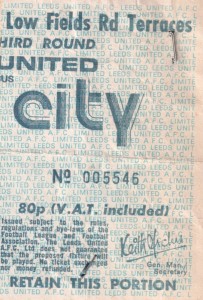 Low Fields Rd Terraces
HIRD ROUND
UNITED
US
city
Nº 005546
80p (V.A.T. included)
Issued subject to the
regulations and bye-laws of the
Football League and Football
Association. The Leeds United
A.F.C. Ltd does not guarantee
that the proposed fixture will
be played. No ticket exchanged
nor money refunded.
Gen. Man./
Secretary
RETAIN THIS PORTION